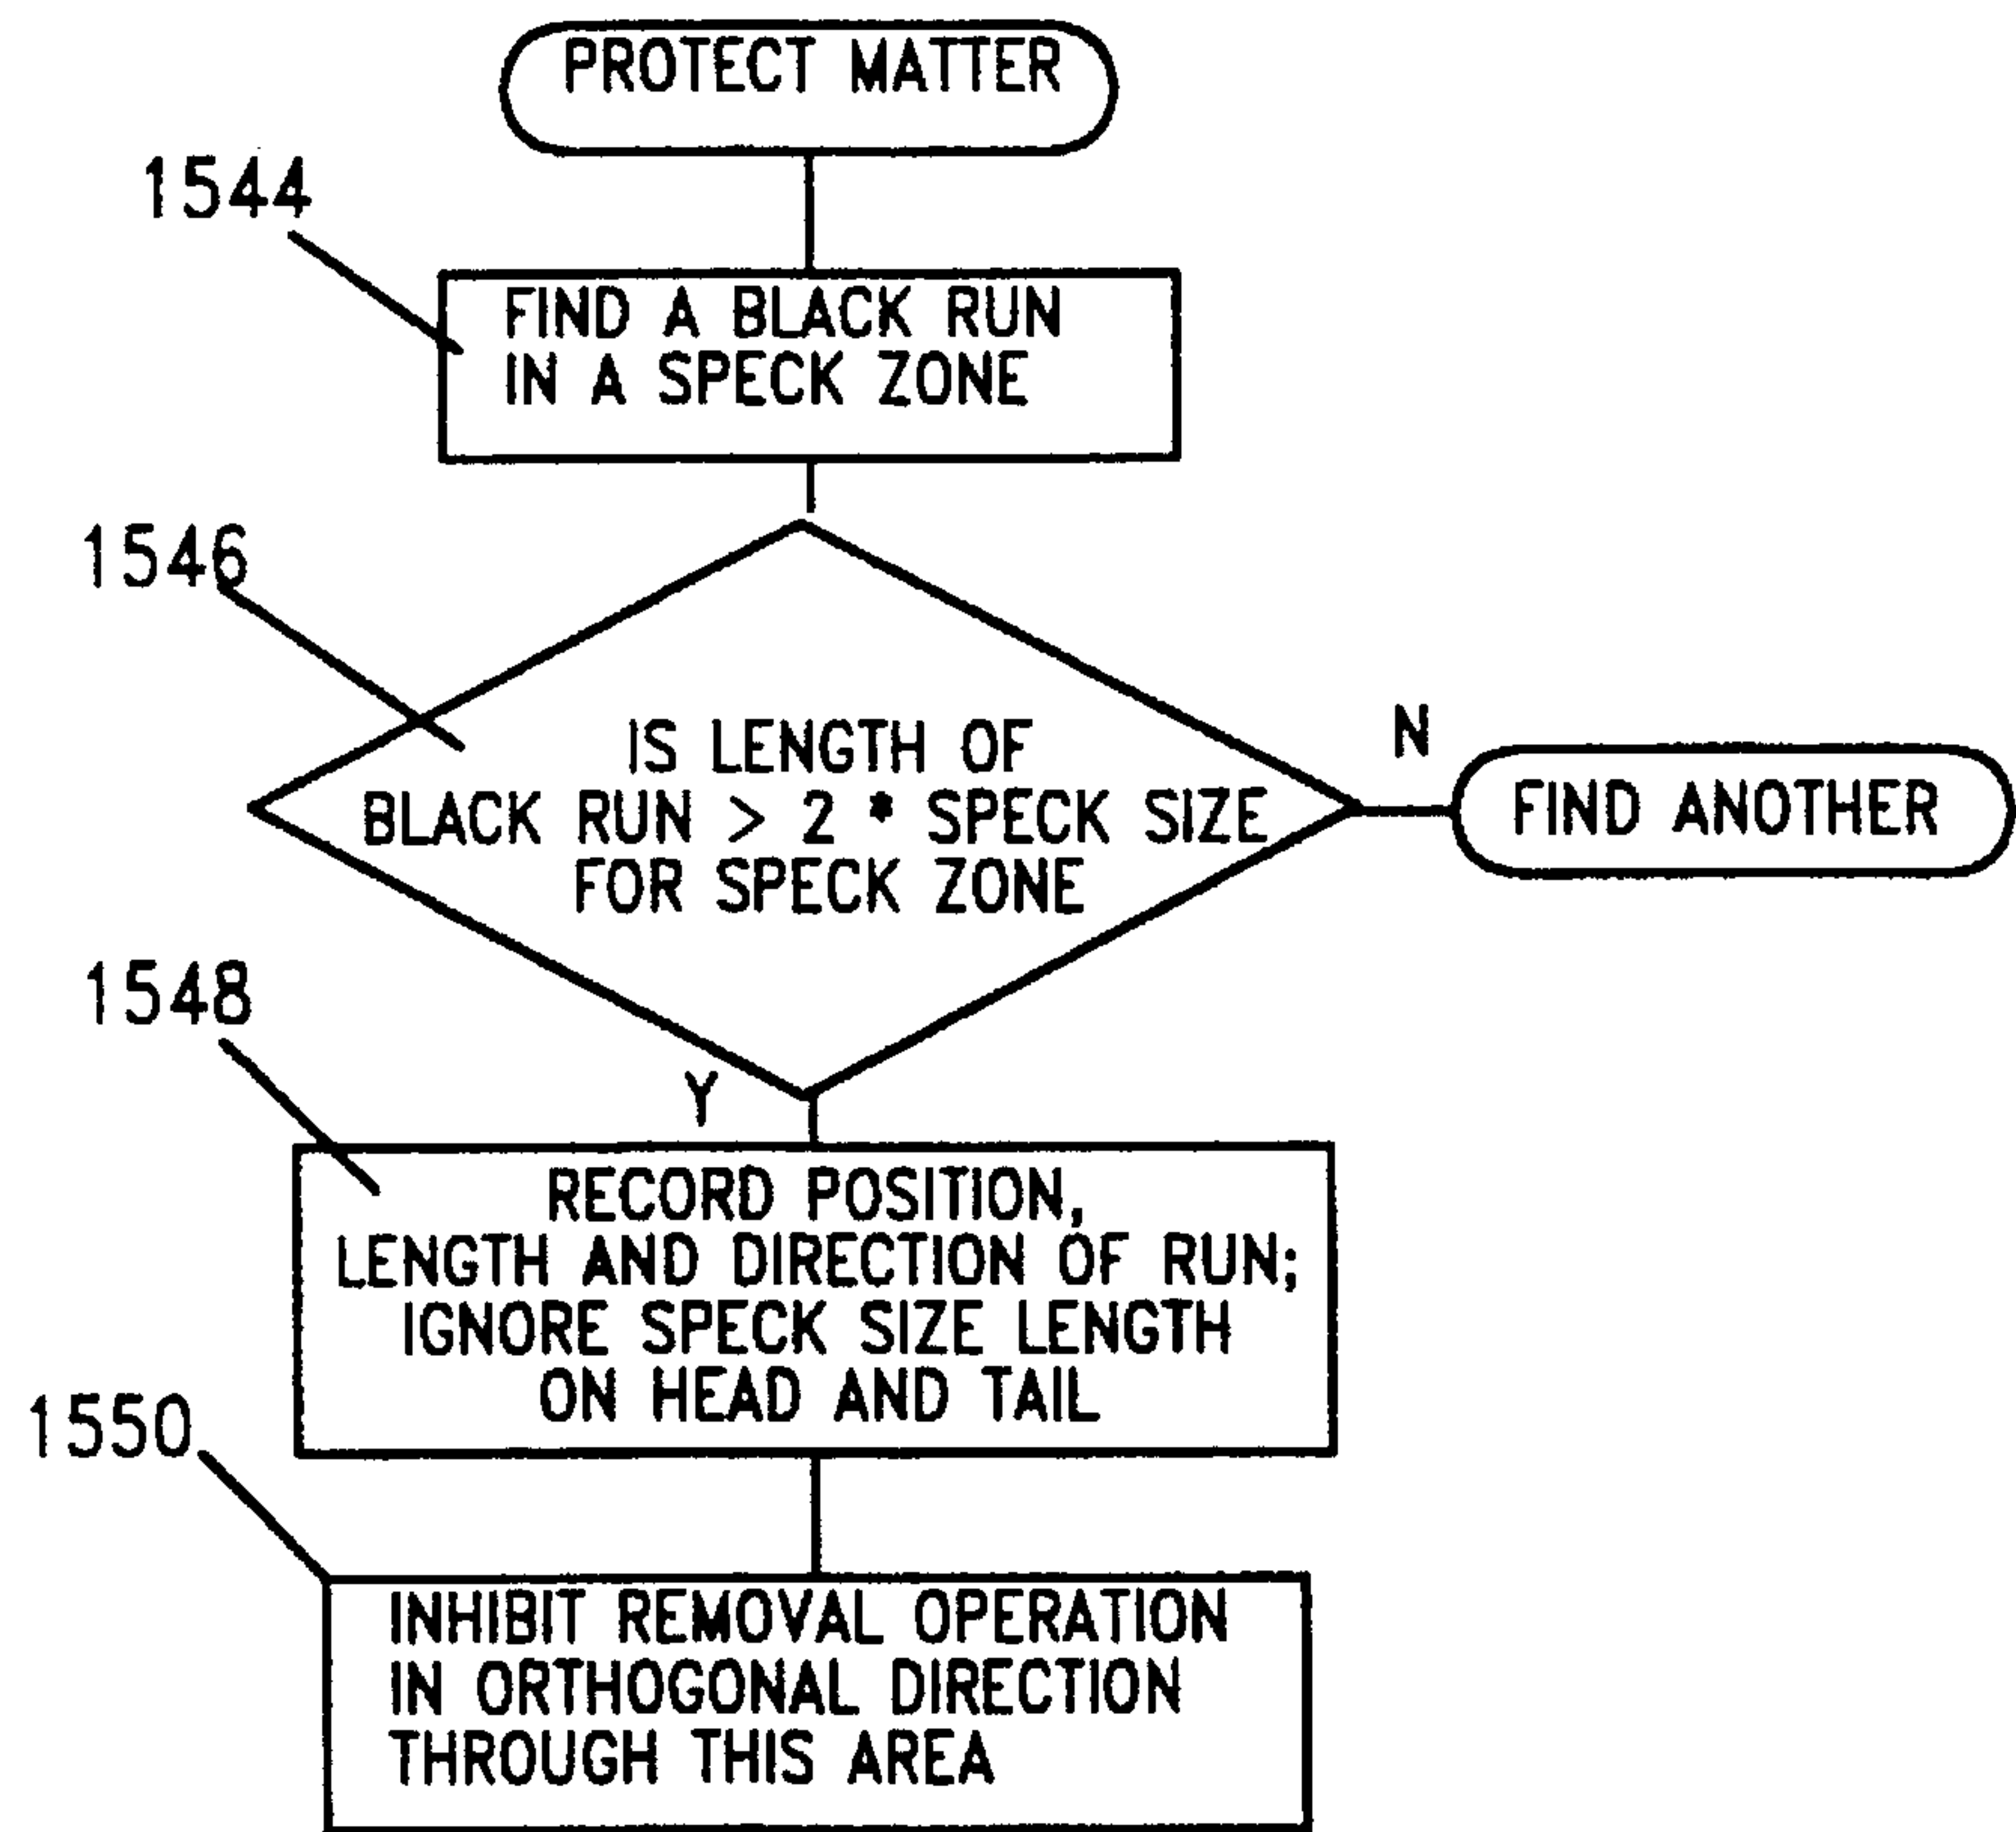 PROTECT MATTER
1544
FIND A BLACK RUN
IN A SPECK ZONE
1546
IS LENGTH OF
BLACK RUN > 2 * SPECK SIZE
FOR SPECK ZONE
N
FIND ANOTHER
1548
Y
RECORD POSITION,
LENGTH AND DIRECTION OF RUN;
IGNORE SPECK SIZE LENGTH
ON HEAD AND TAIL
1550
INHIBIT REMOVAL OPERATION
IN ORTHOGONAL DIRECTION
THROUGH THIS AREA